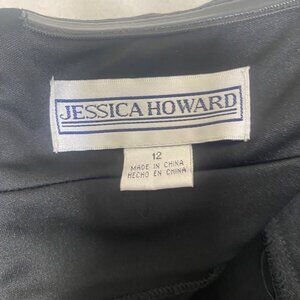 JESSICA HOWARD
12
MADE IN CHINA
HECHO EN CHINA